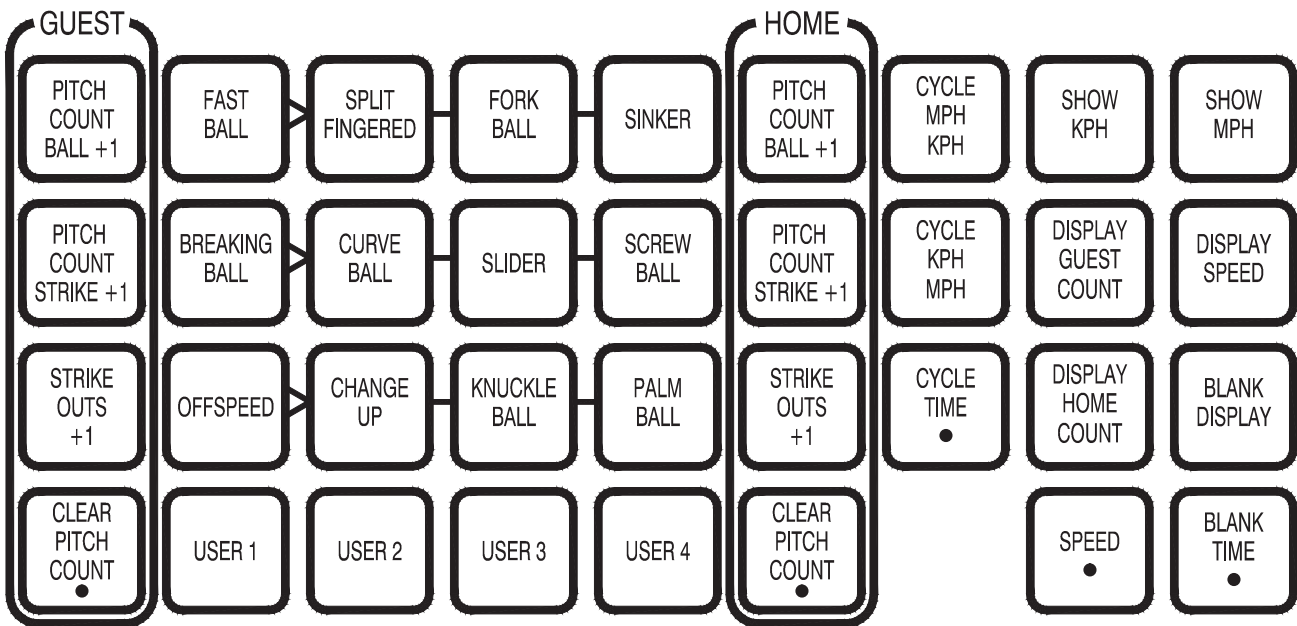 GUEST
HOME
PITCH
COUNT
BALL +1
FAST
BALL
SPLIT
FINGERED
FORK
BALL
SINKER
PITCH
COUNT
BALL +1
CYCLE
MPH
KPH
SHOW
KPH
SHOW
MPH
PITCH
COUNT
STRIKE +1
BREAKING
BALL
CURVE
BALL
SLIDER
SCREW
BALL
PITCH
COUNT
STRIKE +1
CYCLE
KPH
MPH
DISPLAY
GUEST
COUNT
DISPLAY
SPEED
STRIKE
OUTS
+1
OFFSPEED
CHANGE
UP
KNUCKLE
BALL
PALM
BALL
STRIKE
OUTS
+1
CYCLE
TIME
•
DISPLAY
HOME
COUNT
BLANK
DISPLAY
CLEAR
PITCH
COUNT
•
USER 1
USER 2
USER 3
USER 4
CLEAR
PITCH
COUNT
•
SPEED
•
BLANK
TIME
•